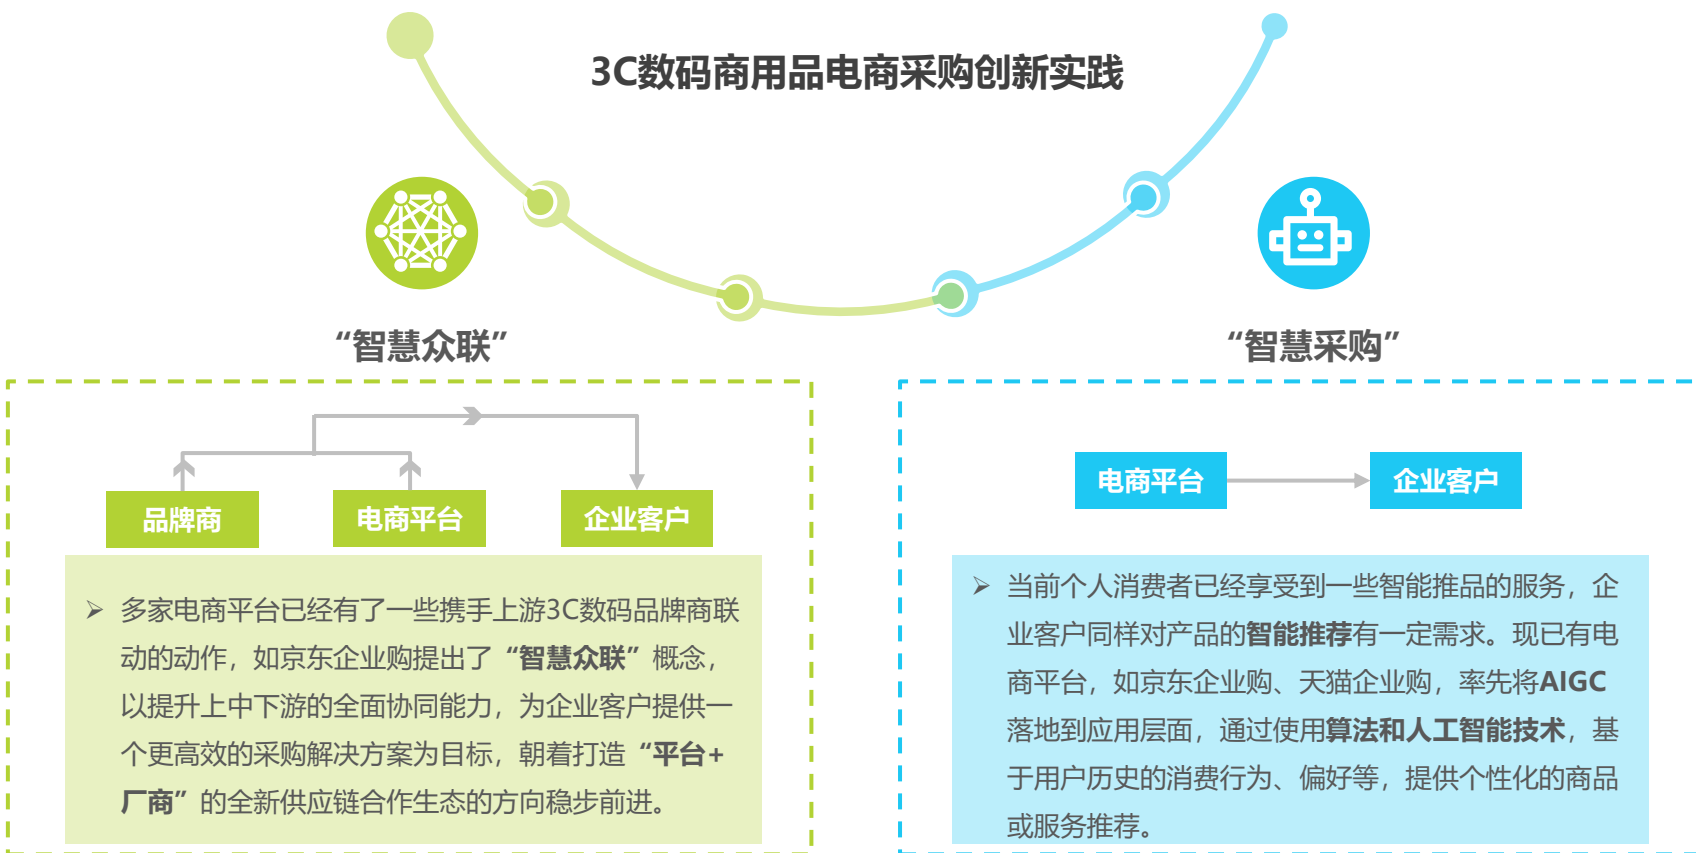 3C数码商用品电商采购创新实践
“智慧众联”
品牌商
电商平台
企业客户
➢ 多家电商平台已经有了一些携手上游3C数码品牌商联
动的动作，如京东企业购提出了“智慧众联”概念，
以提升上中下游的全面协同能力，为企业客户提供一
个更高效的采购解决方案为目标，朝着打造“平台+
厂商”的全新供应链合作生态的方向稳步前进。
“智慧采购”
电商平台
企业客户
➢ 当前个人消费者已经享受到一些智能推品的服务，企
业客户同样对产品的智能推荐有一定需求。现已有电
商平台，如京东企业购、天猫企业购，率先将AIGC
落地到应用层面，通过使用算法和人工智能技术，基
于用户历史的消费行为、偏好等，提供个性化的商品
或服务推荐。